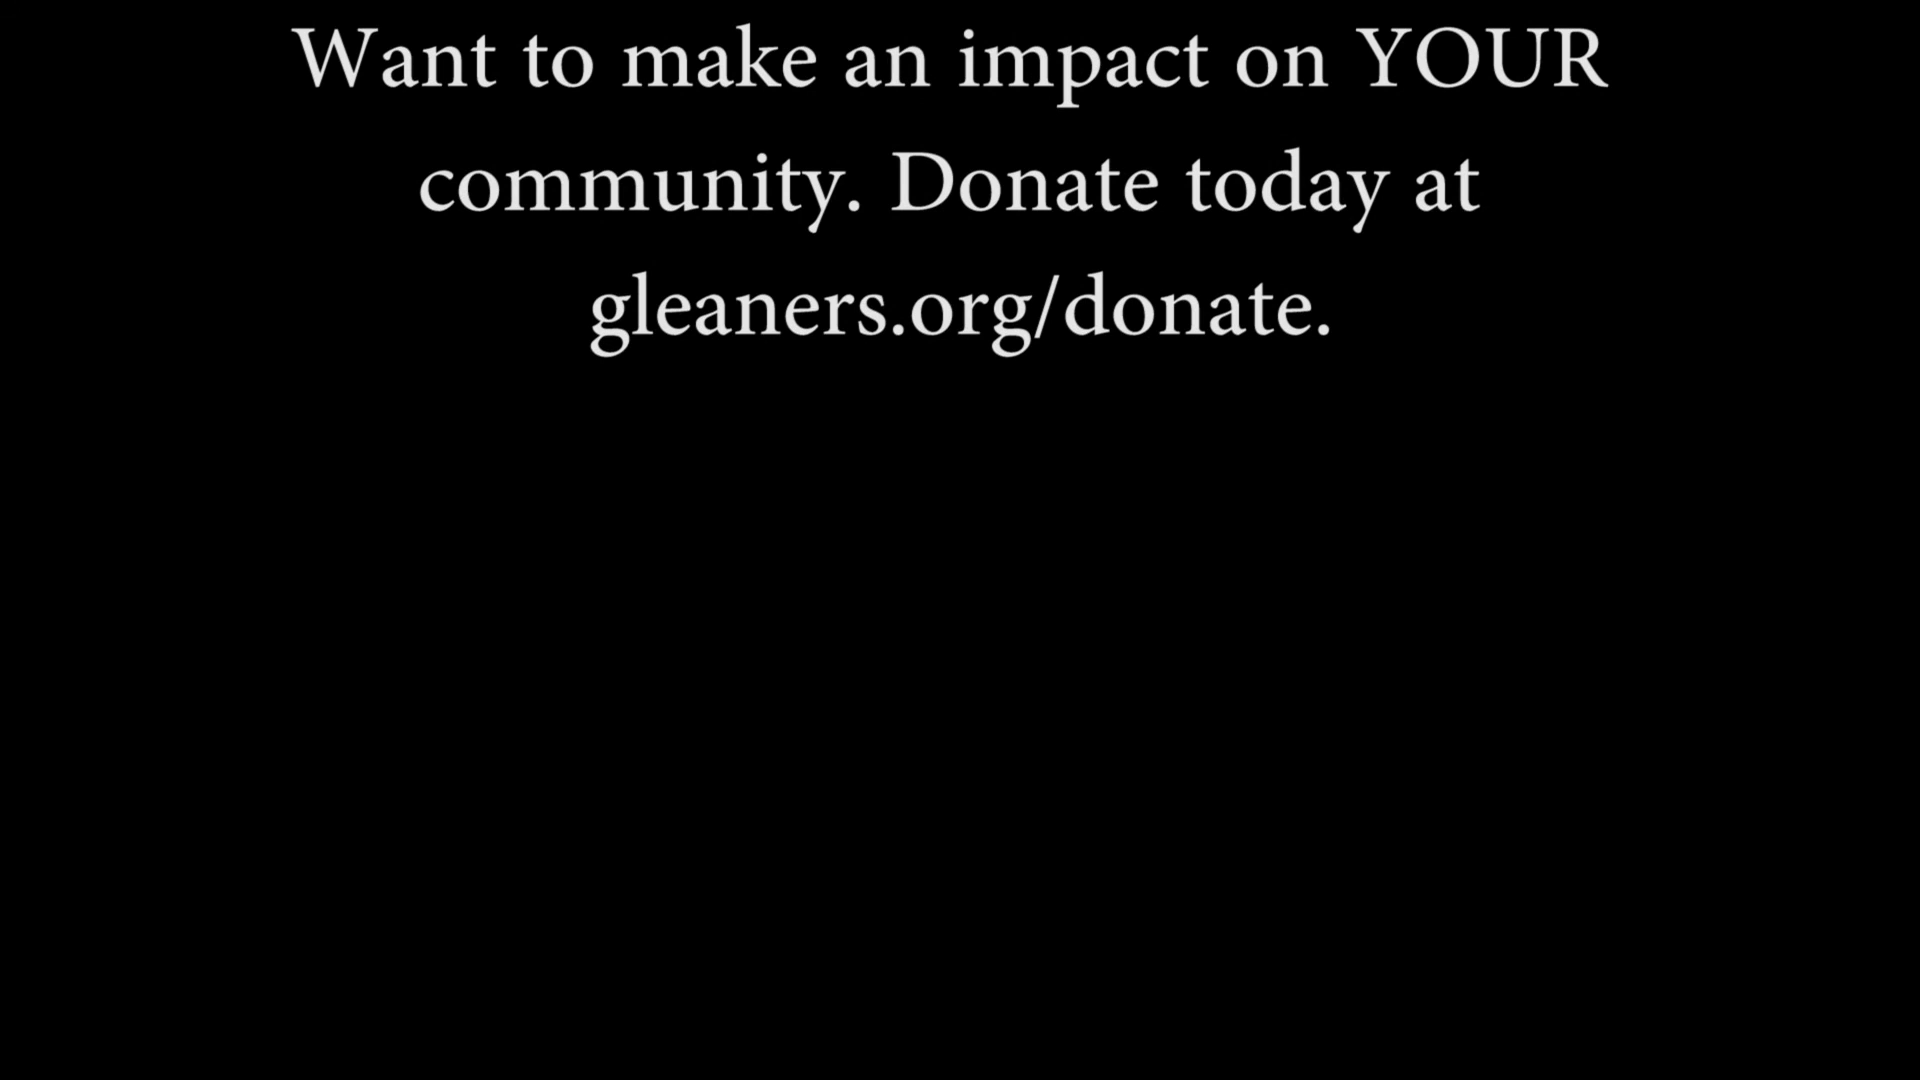 Want to make an impact on YOUR
community. Donate today at
gleaners.org/donate.